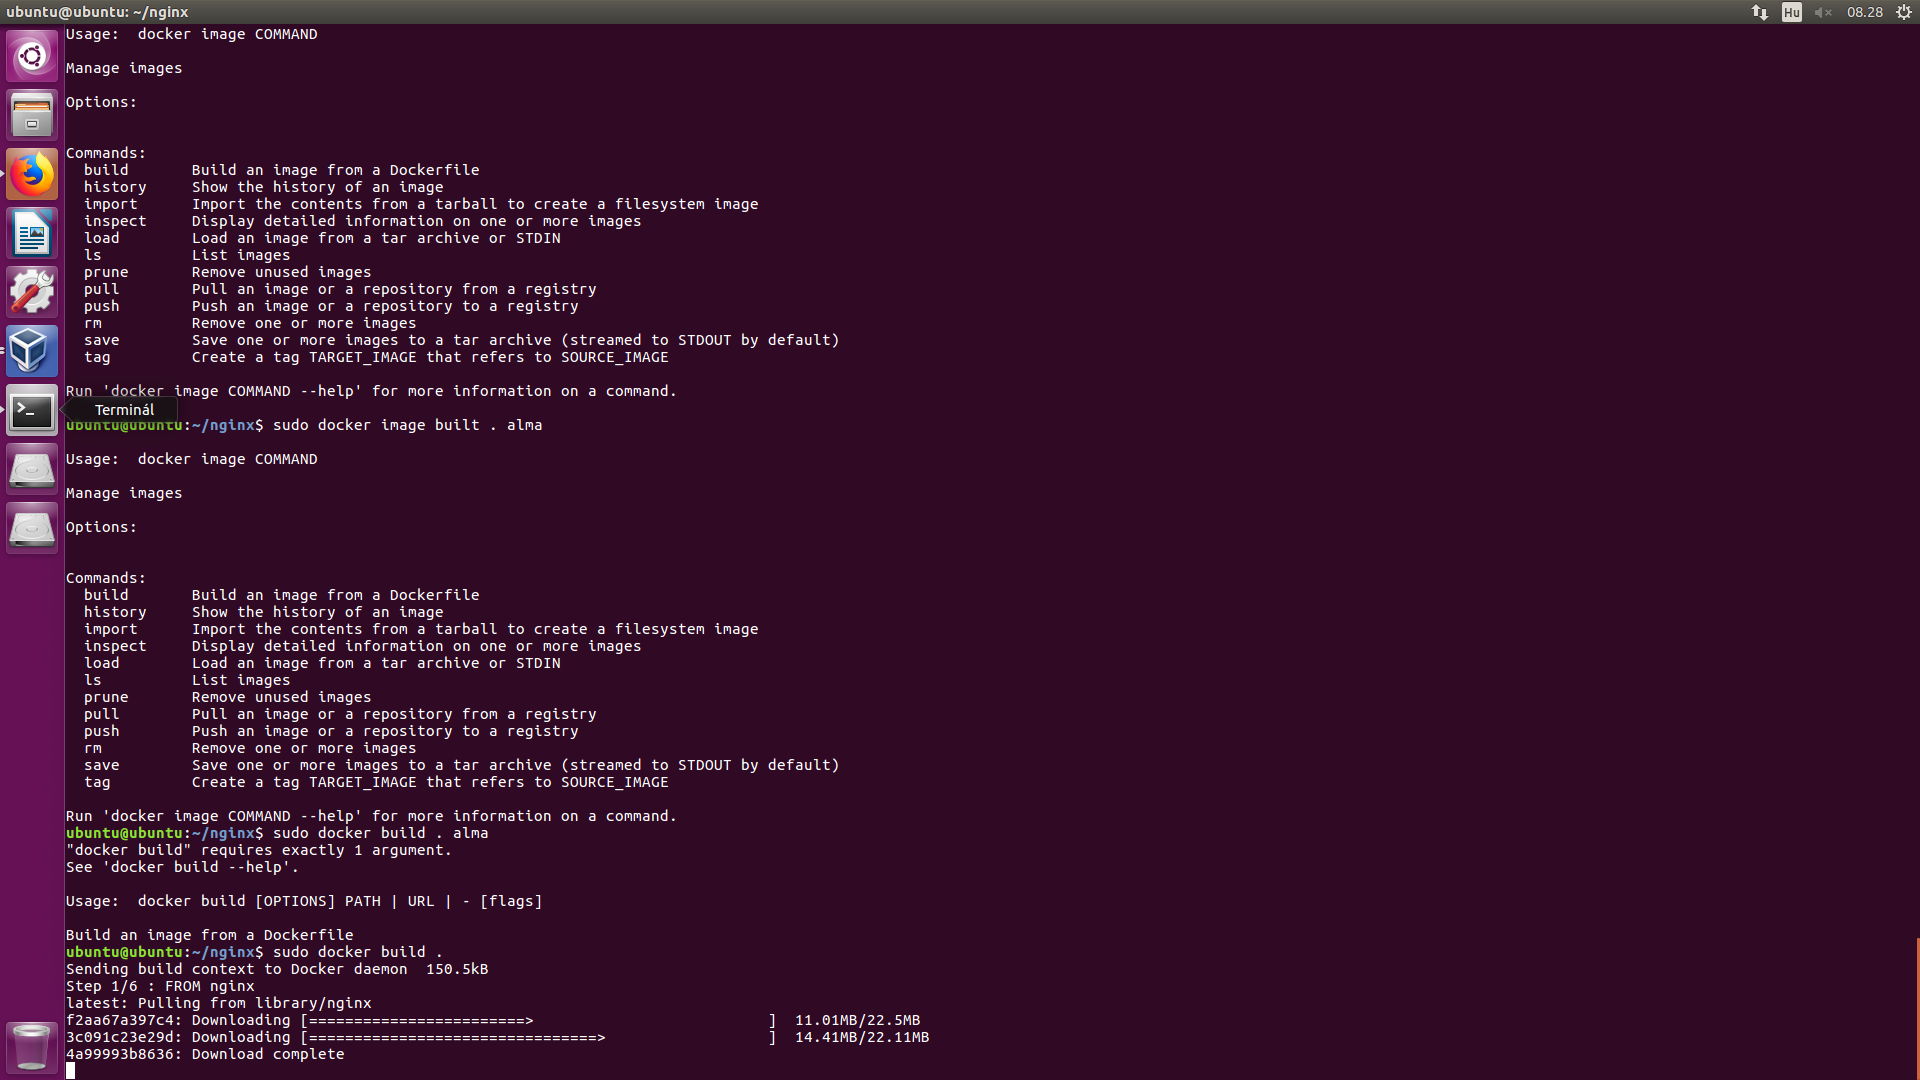 ubuntu@ubuntu: ~/nginx
Hu
08.28
Usage:  docker image COMMAND
Manage images
Options:
Commands:
  build       Build an image from a Dockerfile
  history     Show the history of an image
  import      Import the contents from a tarball to create a filesystem image
  inspect     Display detailed information on one or more images
  load        Load an image from a tar archive or STDIN
  ls          List images
  prune       Remove unused images
  pull        Pull an image or a repository from a registry
  push        Push an image or a repository to a registry
  rm          Remove one or more images
  save        Save one or more images to a tar archive (streamed to STDOUT by default)
  tag         Create a tag TARGET_IMAGE that refers to SOURCE_IMAGE
Run 'docker image COMMAND --help' for more information on a command.
Terminál
ubuntu@ubuntu:~/nginx$ sudo docker image built . alma
Usage:  docker image COMMAND
Manage images
Options:
Commands:
  build       Build an image from a Dockerfile
  history     Show the history of an image
  import      Import the contents from a tarball to create a filesystem image
  inspect     Display detailed information on one or more images
  load        Load an image from a tar archive or STDIN
  ls          List images
  prune       Remove unused images
  pull        Pull an image or a repository from a registry
  push        Push an image or a repository to a registry
  rm          Remove one or more images
  save        Save one or more images to a tar archive (streamed to STDOUT by default)
  tag         Create a tag TARGET_IMAGE that refers to SOURCE_IMAGE
Run 'docker image COMMAND --help' for more information on a command.
ubuntu@ubuntu:~/nginx$ sudo docker build . alma
"docker build" requires exactly 1 argument.
See 'docker build --help'.
Usage:  docker build [OPTIONS] PATH | URL | - [flags]
Build an image from a Dockerfile
ubuntu@ubuntu:~/nginx$ sudo docker build .
Sending build context to Docker daemon  150.5kB
Step 1/6 : FROM nginx
latest: Pulling from library/nginx
f2aa67a397c4: Downloading [========================>                          ]  11.01MB/22.5MB
3c091c23e29d: Downloading [================================>                  ]  14.41MB/22.11MB
4a99993b8636: Download complete